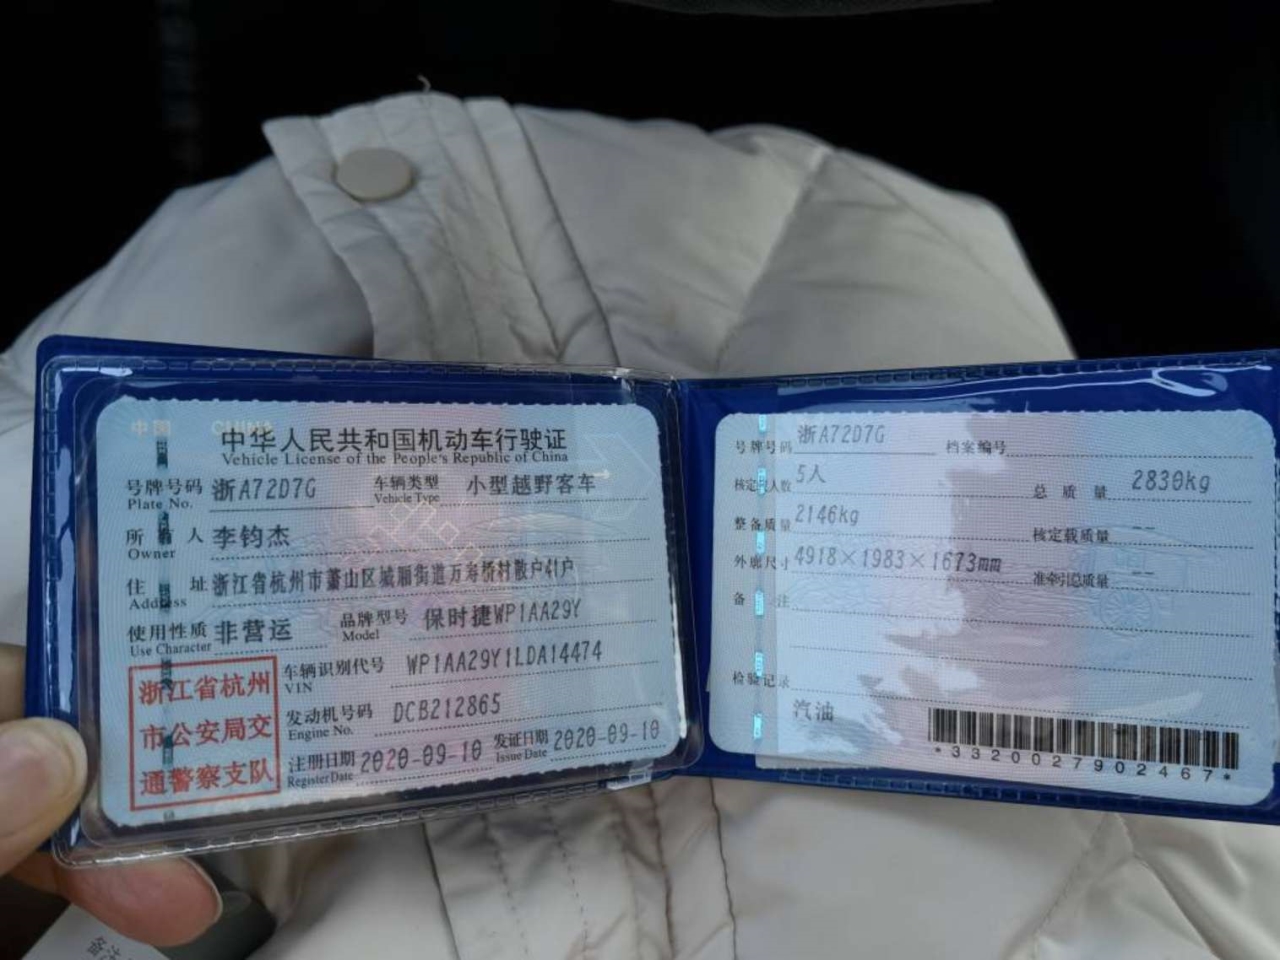 中国 CHINA
中华人民共和国机动车行驶证
Vehicle License of the People's Republic of China
号牌号码 浙A72D7G 车辆类型 小型越野客车
Plate No. Vehicle Type
所有人 李钧杰
Owner
住址 浙江省杭州市萧山区城厢街道万寿桥村散户41户
Address
使用性质 非营运 品牌型号 保时捷WP1AA29Y
Use Character Model
浙江省杭州
市公安局交
通警察支队
车辆识别代号 WP1AA29Y1LDA14474
VIN
发动机号码 DCB212865
Engine No.
注册日期 2020-09-10 发证日期 2020-09-10
Register Date Issue Date
号牌号码 浙A72D7G 档案编号
核定载人数 5人 总质量 2830kg
整备质量 2146kg 核定载质量 --
外廓尺寸 4918×1983×1673mm 准牵引总质量 --
备注
检验记录
汽油
*3320027902467*